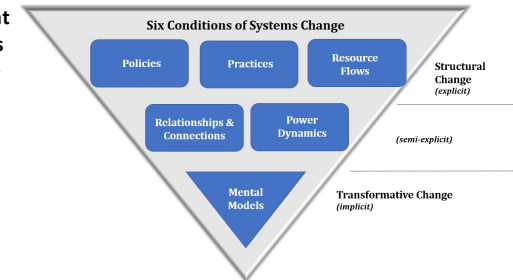 Six Conditions of Systems Change
Policies
Practices
Resource
Flows
Structural
Change
(explicit)
Relationships &
Connections
Power
Dynamics
(semi-explicit)
Mental
Models
Transformative Change
(implicit)